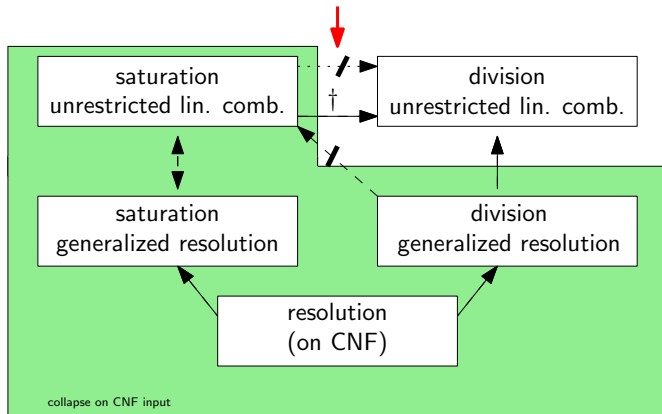 saturation
unrestricted lin. comb.
division
unrestricted lin. comb.
†
saturation
generalized resolution
division
generalized resolution
resolution
(on CNF)
collapse on CNF input